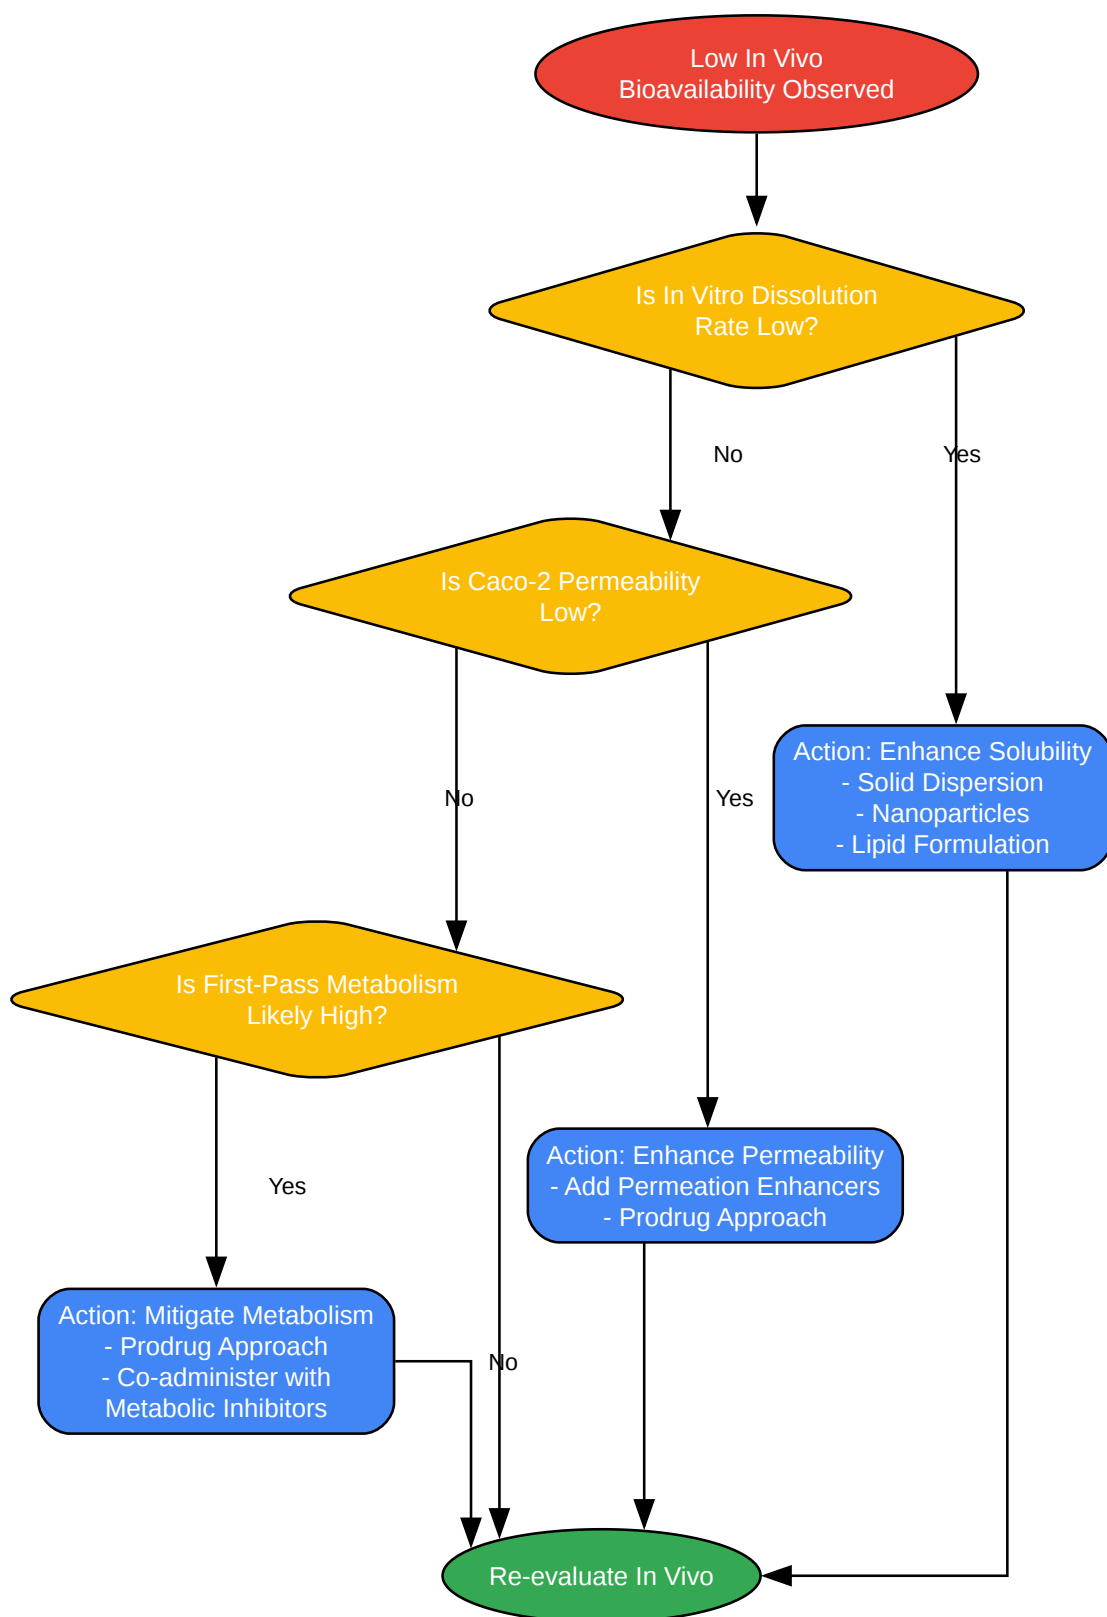 Low In Vivo
Bioavailability Observed
Is In Vitro Dissolution
Rate Low?
No
Yes
Is Caco-2 Permeability
Low?
Action: Enhance Solubility
- Solid Dispersion
- Nanoparticles
- Lipid Formulation
No
Yes
Is First-Pass Metabolism
Likely High?
Action: Enhance Permeability
- Add Permeation Enhancers
- Prodrug Approach
Yes
Action: Mitigate Metabolism
- Prodrug Approach
- Co-administer with
Metabolic Inhibitors
No
Re-evaluate In Vivo